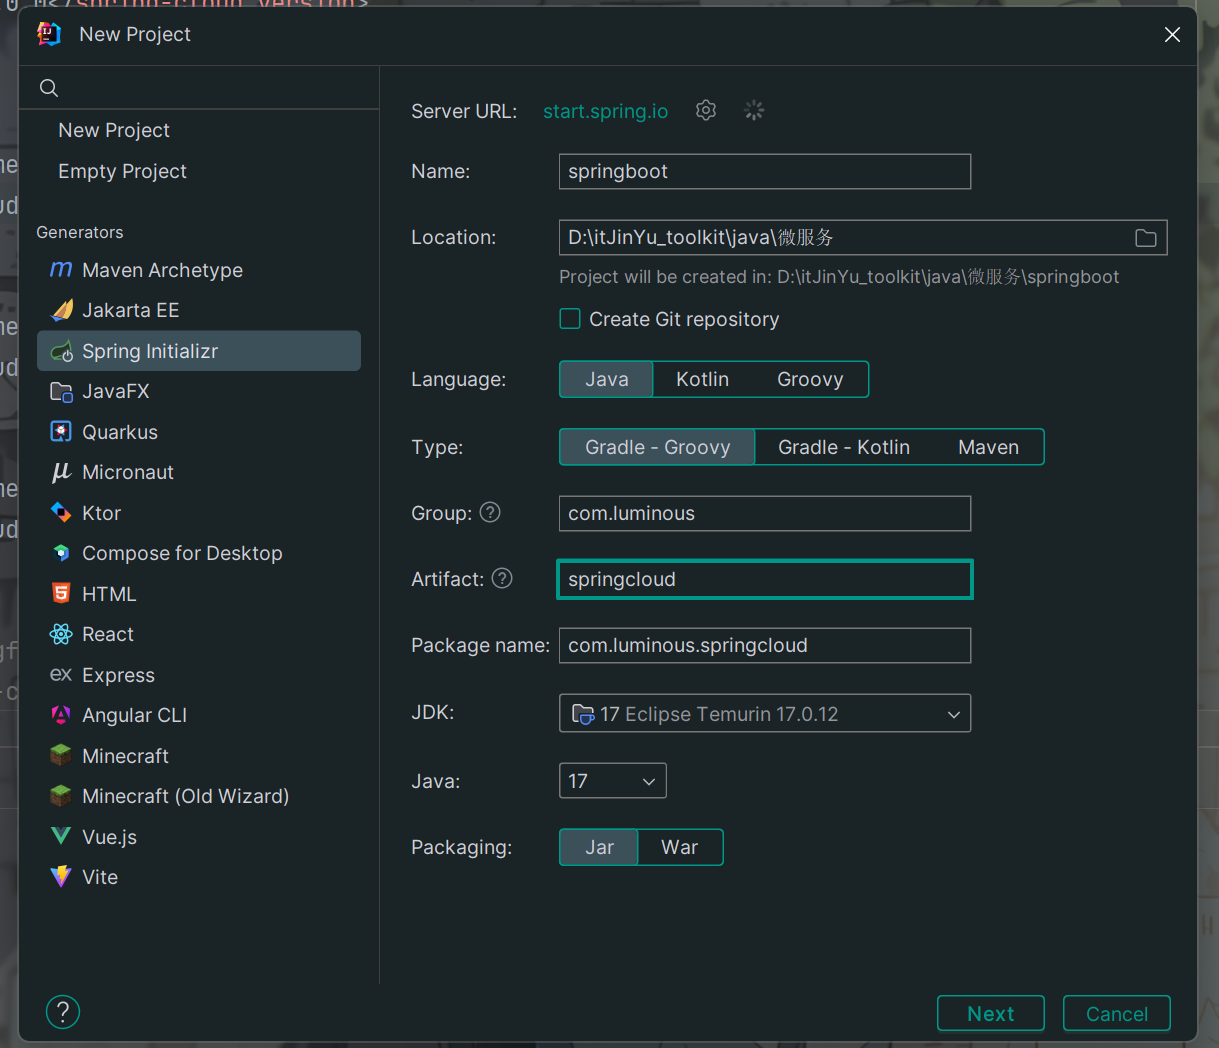 spring-cloud.version>
New Project
New Project
Empty Project
Generators
Maven Archetype
Jakarta EE
Spring Initializr
JavaFX
Quarkus
Micronaut
Ktor
Compose for Desktop
HTML
React
Express
Angular CLI
Minecraft
Minecraft (Old Wizard)
Vue.js
Vite
Server URL: start.spring.io
Name: springboot
Location: D:\itJinYu_toolkit\java\微服务
Project will be created in: D:\itJinYu_toolkit\java\微服务\springboot
Create Git repository
Language: Java Kotlin Groovy
Type: Gradle - Groovy Gradle - Kotlin Maven
Group: com.luminous
Artifact: springcloud
Package name: com.luminous.springcloud
JDK: 17 Eclipse Temurin 17.0.12
Java: 17
Packaging: Jar War
Next Cancel